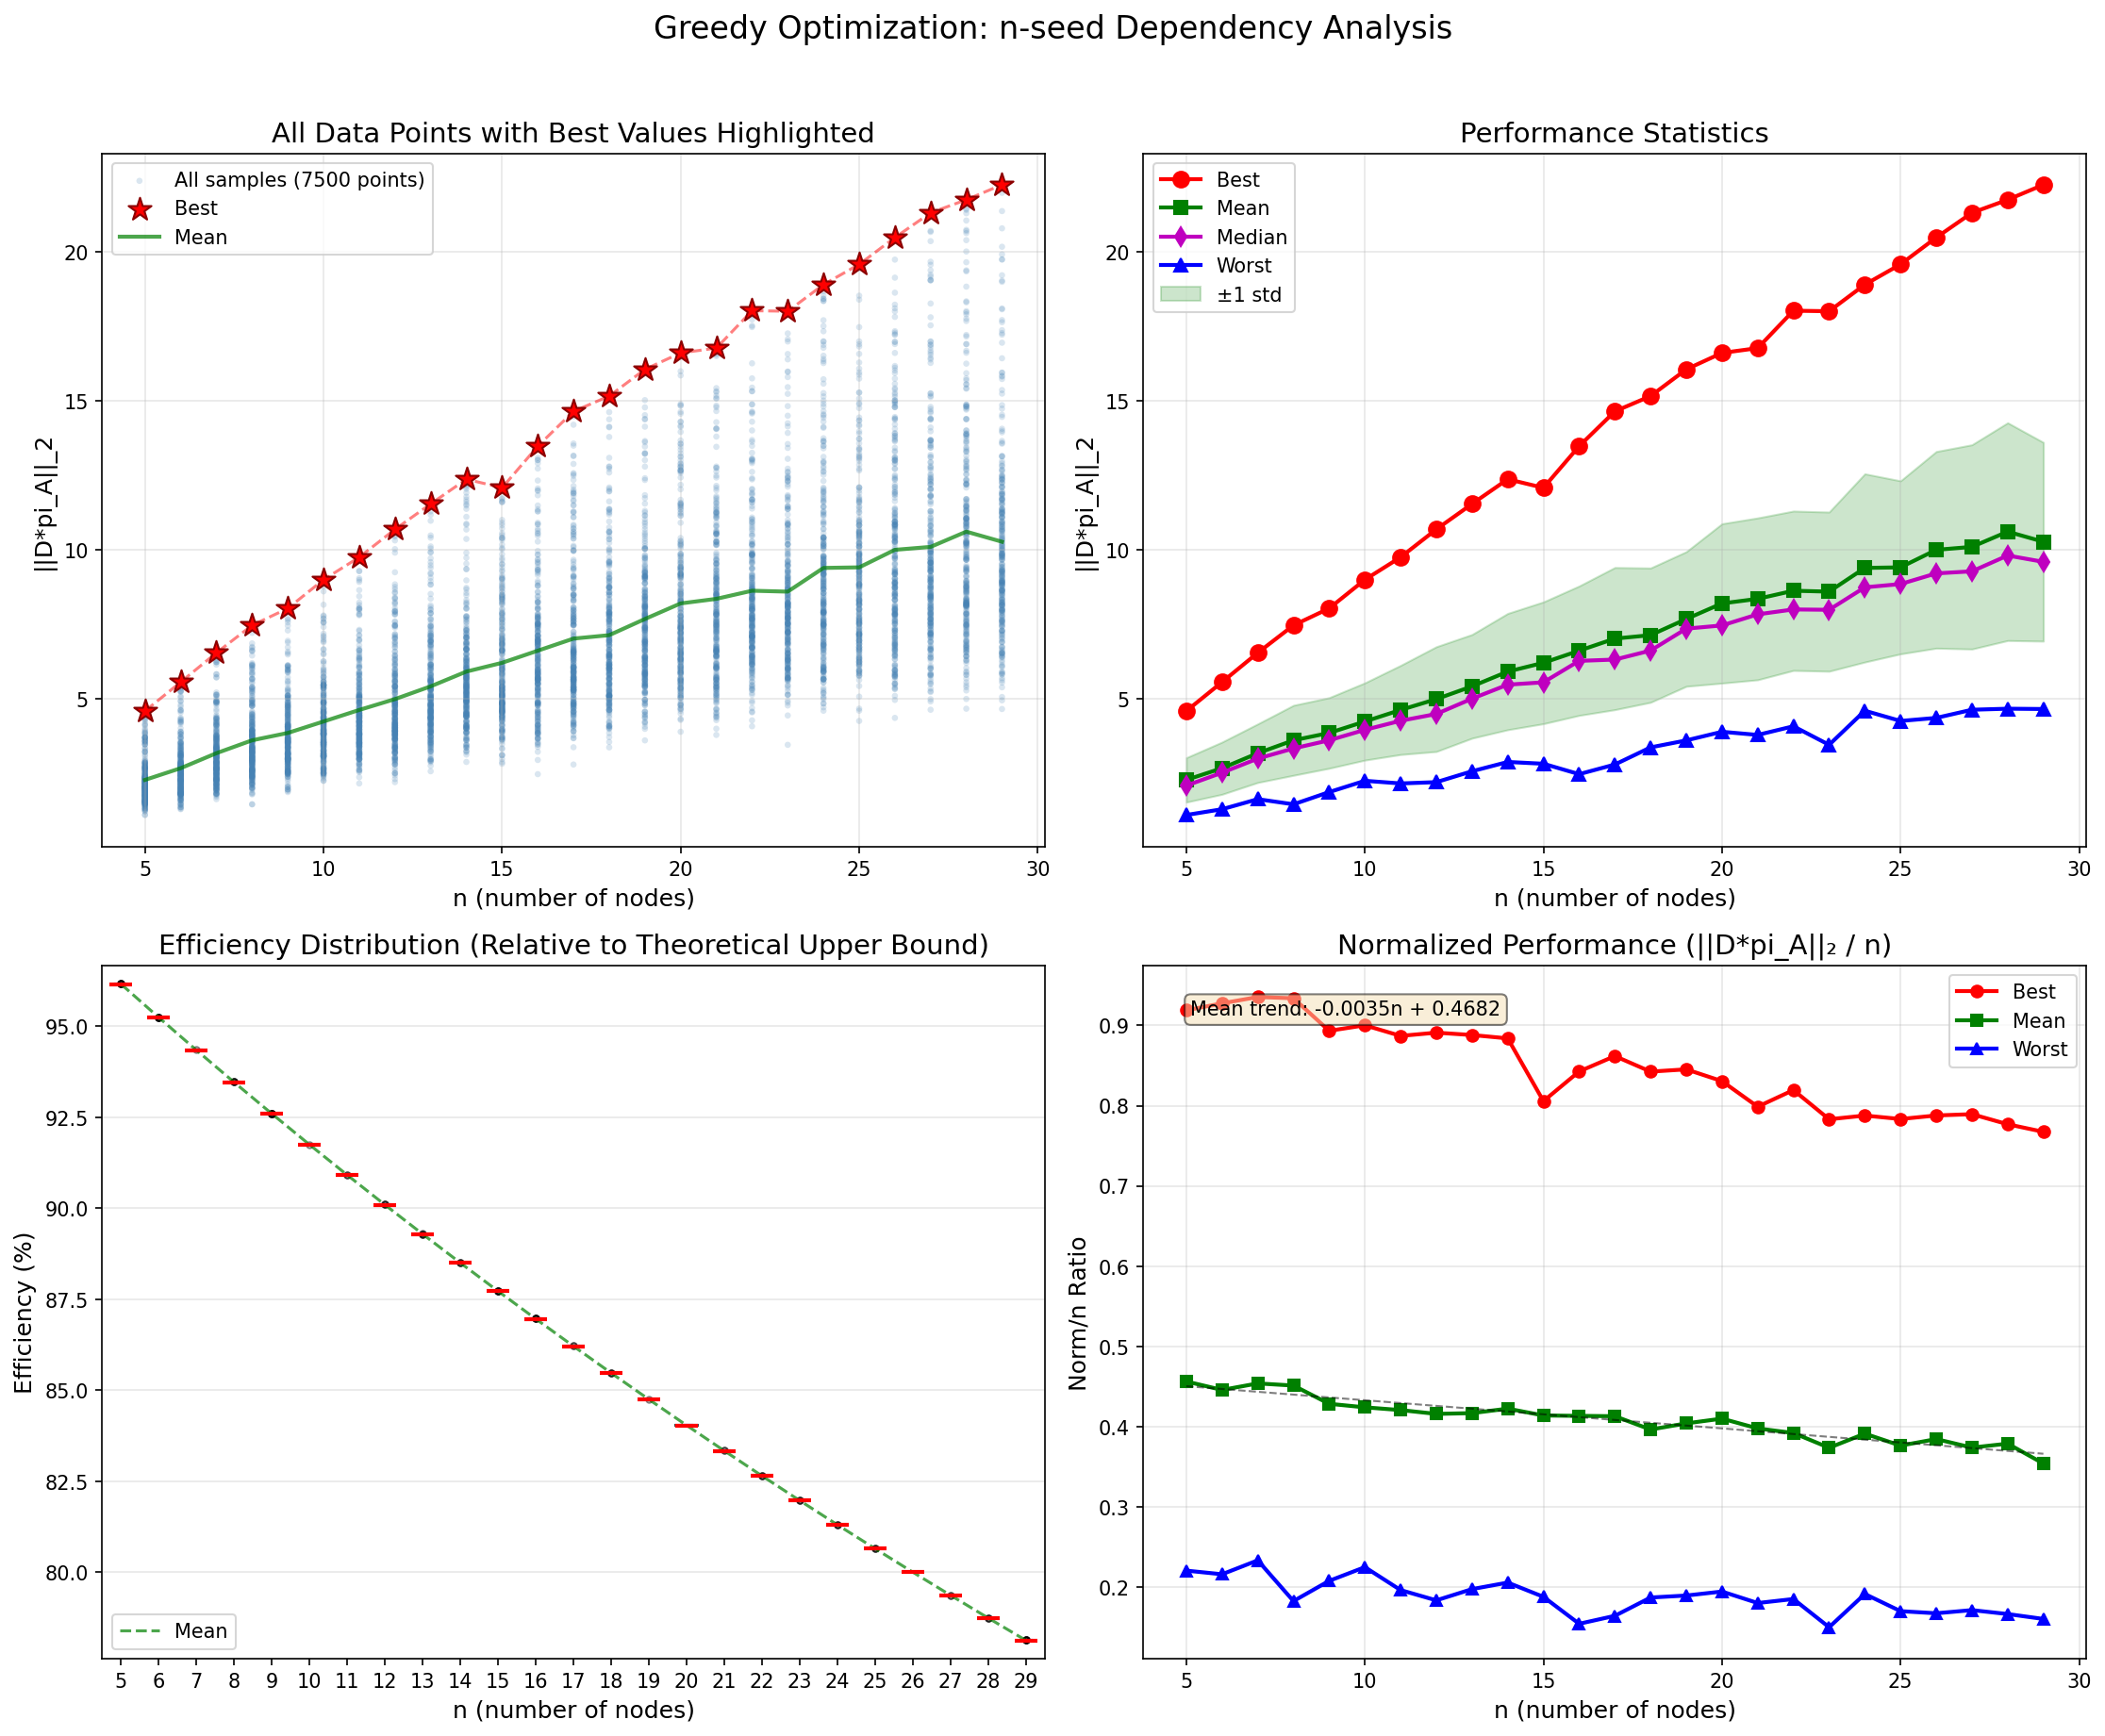 Greedy Optimization: n-seed Dependency Analysis
All Data Points with Best Values Highlighted
All samples (7500 points)
Best
Mean
||D*pi_A||_2
20
15
10
5
5 10 15 20 25 30
n (number of nodes)
Performance Statistics
Best
Mean
Median
Worst
±1 std
||D*pi_A||_2
20
15
10
5
5 10 15 20 25 30
n (number of nodes)
Efficiency Distribution (Relative to Theoretical Upper Bound)
Efficiency (%)
95.0
92.5
90.0
87.5
85.0
82.5
80.0
Mean
5 6 7 8 9 10 11 12 13 14 15 16 17 18 19 20 21 22 23 24 25 26 27 28 29
n (number of nodes)
Normalized Performance (||D*pi_A||₂ / n)
Mean trend: -0.0035n + 0.4682
Best
Mean
Worst
Norm/n Ratio
0.9
0.8
0.7
0.6
0.5
0.4
0.3
0.2
5 10 15 20 25 30
n (number of nodes)